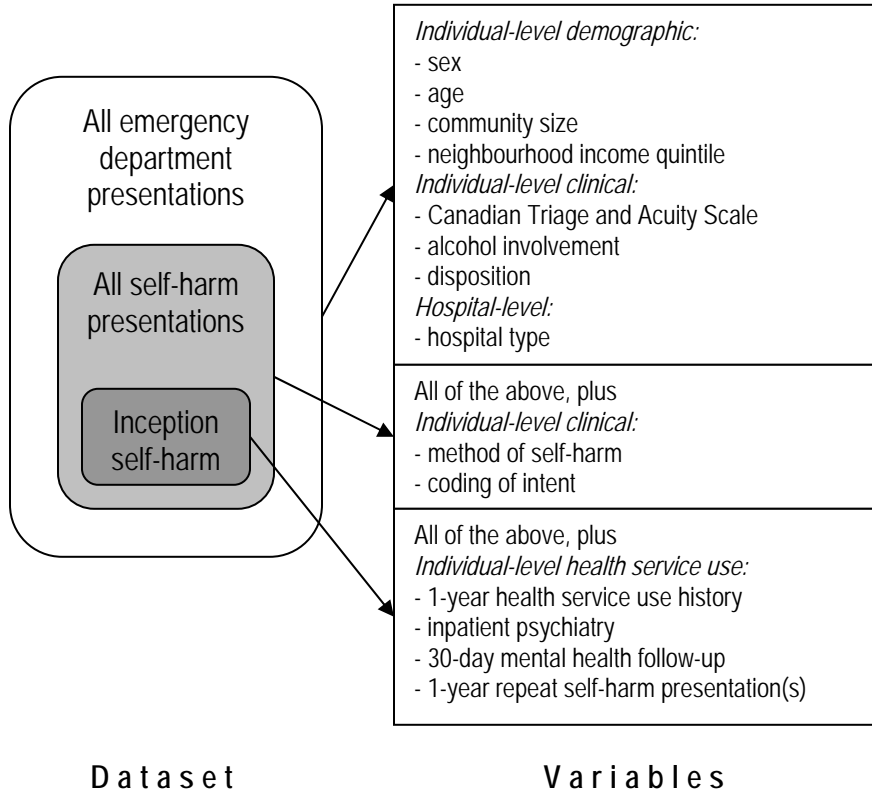 All emergency
department
presentations
All self-harm
presentations
Inception
self-harm
Individual-level demographic:
- sex
- age
- community size
- neighbourhood income quintile
Individual-level clinical:
- Canadian Triage and Acuity Scale
- alcohol involvement
- disposition
Hospital-level:
- hospital type
All of the above, plus
Individual-level clinical:
- method of self-harm
- coding of intent
All of the above, plus
Individual-level health service use:
- 1-year health service use history
- inpatient psychiatry
- 30-day mental health follow-up
- 1-year repeat self-harm presentation(s)
Dataset
Variables